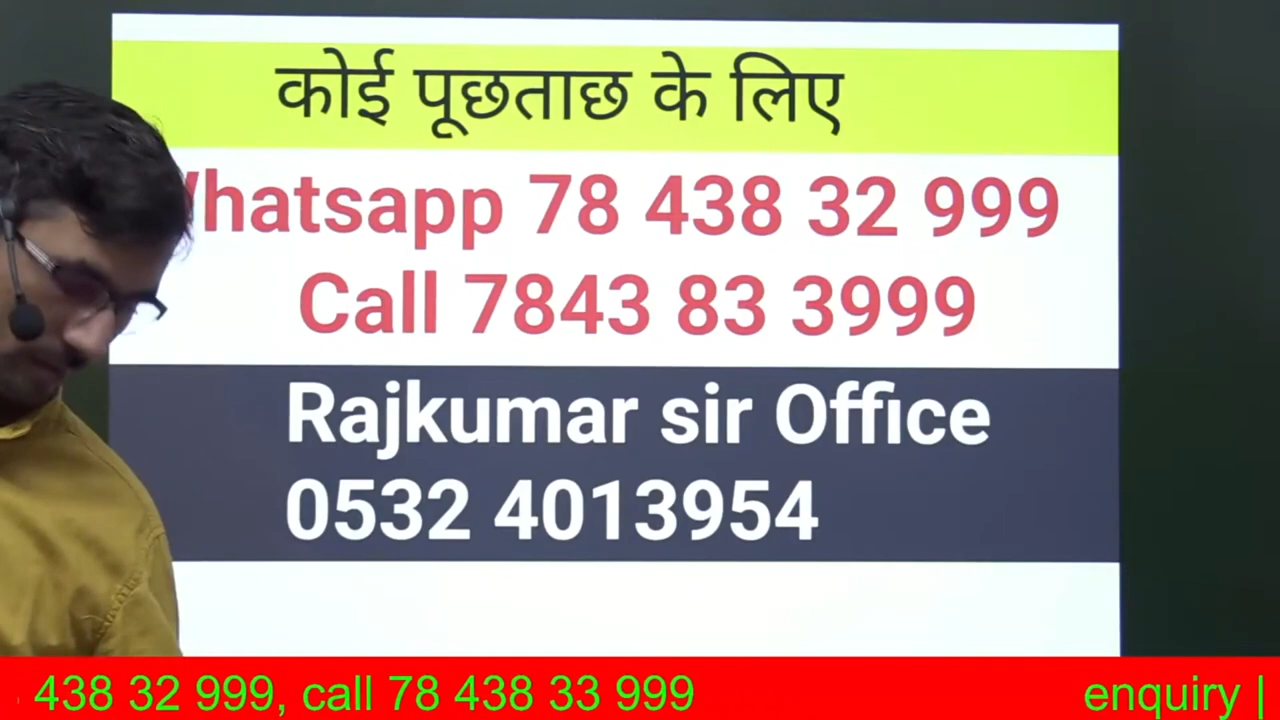 कोई पूछताछ के लिए
Whatsapp 78 438 32 999
Call 7843 83 3999
Rajkumar sir Office
0532 4013954
438 32 999, call 78 438 33 999 enquiry |